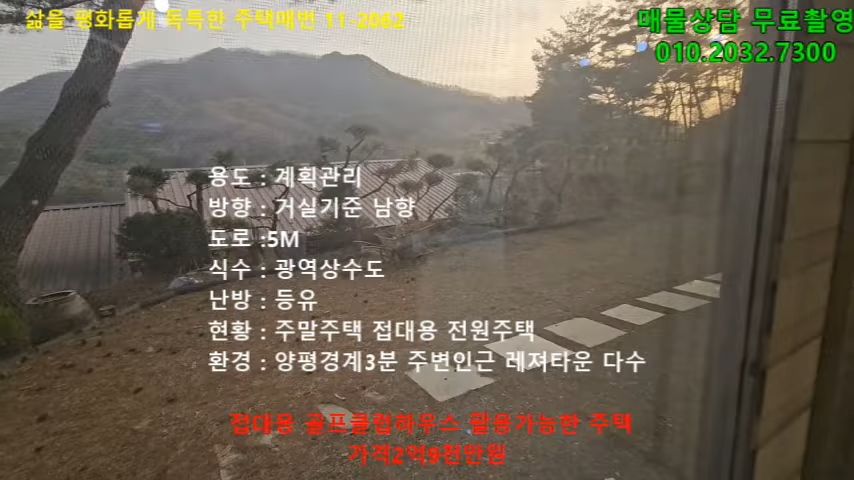 삶을 평화롭게 독특한 주택매번 11-2062
매물상담 무료촬영
010.2032.7300
용도 : 계획관리
방향 : 거실기준 남향
도로 :5M
식수 : 광역상수도
난방 : 등유
현황 : 주말주택 접대용 전원주택
환경 : 양평경계3분 주변인근 레져타운 다수
접대용 골프클럽하우스 활용가능한 주택
가격2억9천만원